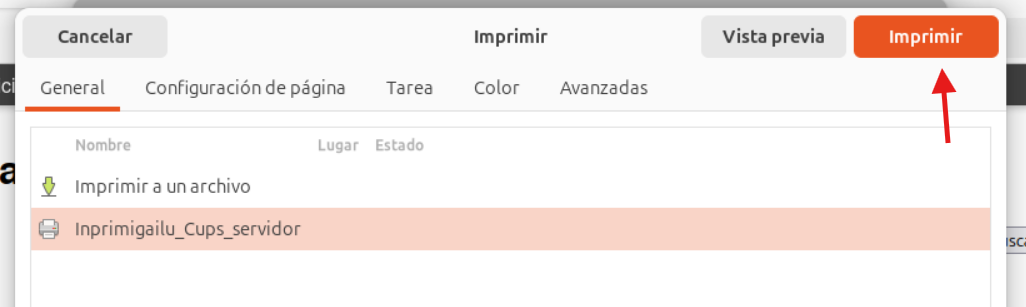 Cancelar Imprimir Vista previa Imprimir
General Configuración de página Tarea Color Avanzadas
Nombre Lugar Estado
Imprimir a un archivo
Inprimigailu_Cups_servidor